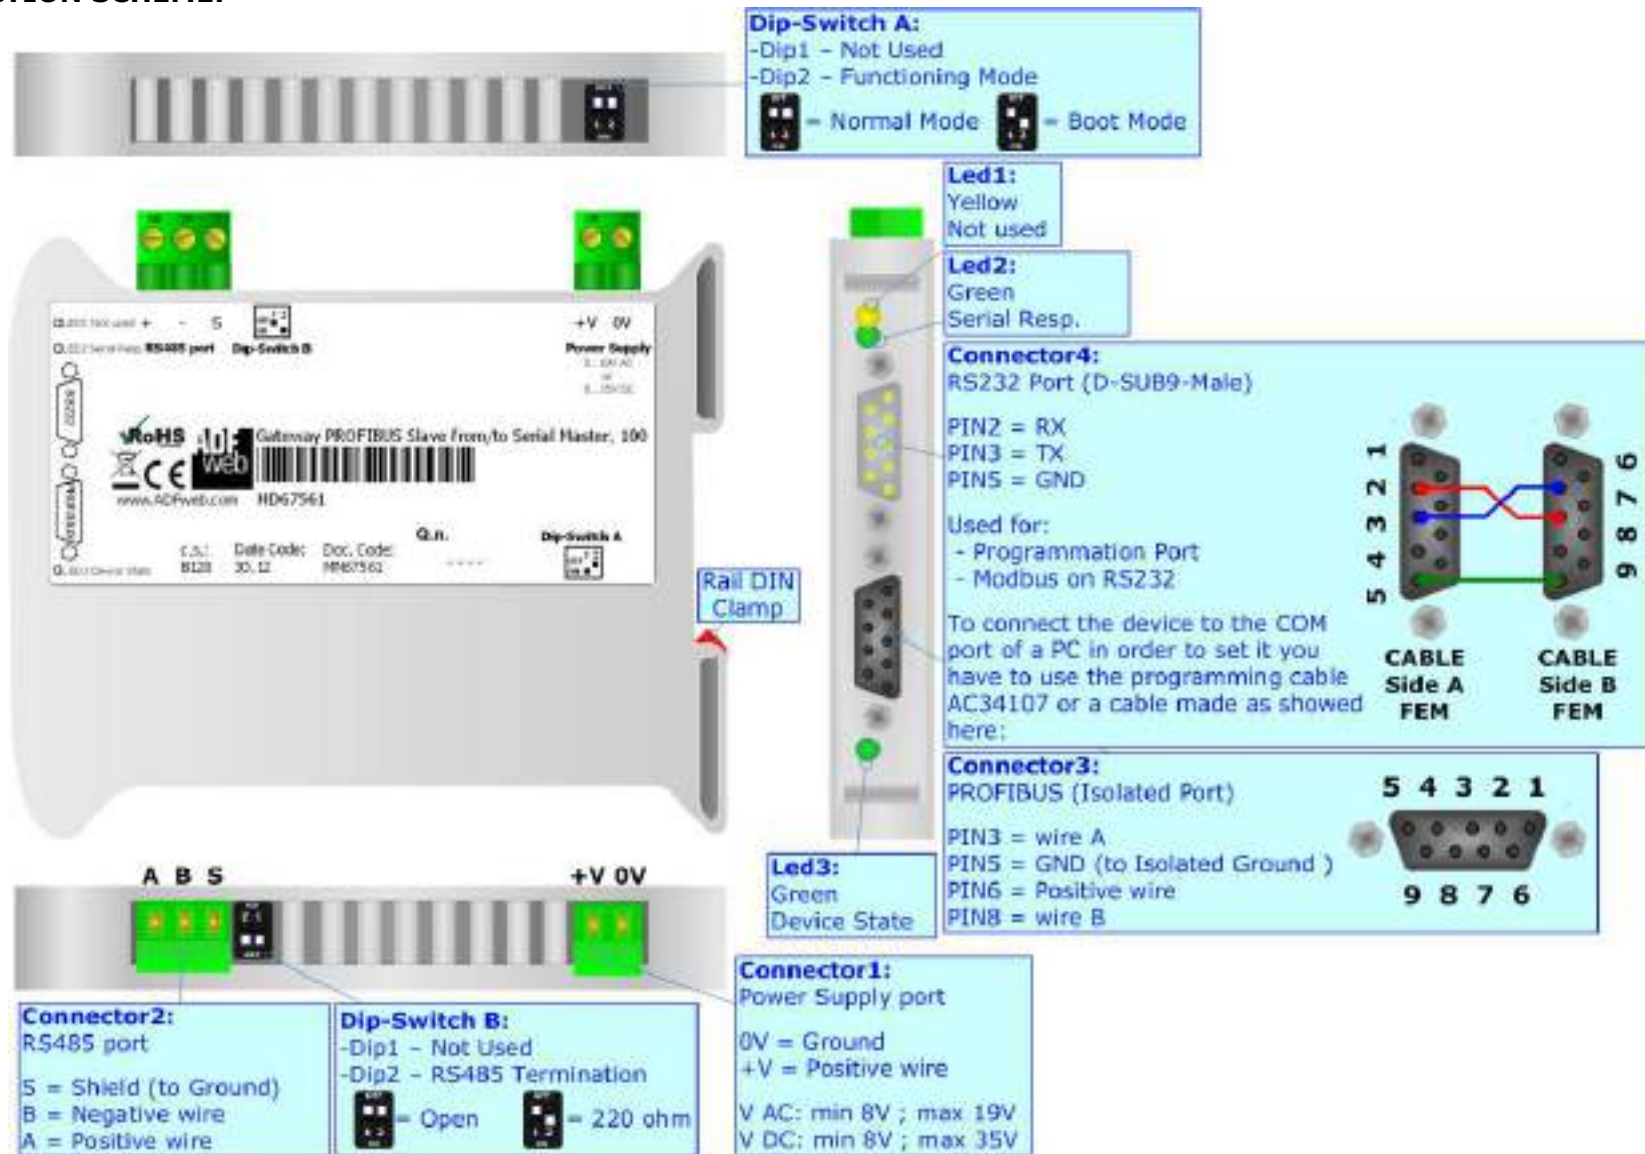 Dip-Switch A:
-Dip1 – Not Used
-Dip2 – Functioning Mode
= Normal Mode
= Boot Mode
Led1:
Yellow
Not used
Led2:
Green
Serial Resp.
Connector4:
RS232 Port (D-SUB9-Male)
PIN2 = RX
PIN3 = TX
PIN5 = GND
Used for:
- Programmation Port
- Modbus on RS232
To connect the device to the COM
port of a PC in order to set it you
have to use the programming cable
AC34107 or a cable made as showed
here:
1
2
3
4
5
6
7
8
9
CABLE
Side A
FEM
CABLE
Side B
FEM
+ - S
RS485 port
Dip-Switch B
+V 0V
Power Supply
RS232
RoHS
Gateway PROFIBUS Slave from/to Serial Master, 100
CE
web
www.ADFweb.com
HD67561
Q.n.
Dip-Switch A
C.S.:
B128
Date Code:
30.12
Doc. Code:
MN67561
Rail DIN
Clamp
Connector3:
PROFIBUS (Isolated Port)
PIN3 = wire A
PIN5 = GND (to Isolated Ground )
PIN6 = Positive wire
PIN8 = wire B
5 4 3 2 1
9 8 7 6
Led3:
Green
Device State
A B S
+V 0V
Connector2:
RS485 port
S = Shield (to Ground)
B = Negative wire
A = Positive wire
Dip-Switch B:
-Dip1 – Not Used
-Dip2 – RS485 Termination
= Open
= 220 ohm
Connector1:
Power Supply port
0V = Ground
+V = Positive wire
V AC: min 8V ; max 19V
V DC: min 8V ; max 35V